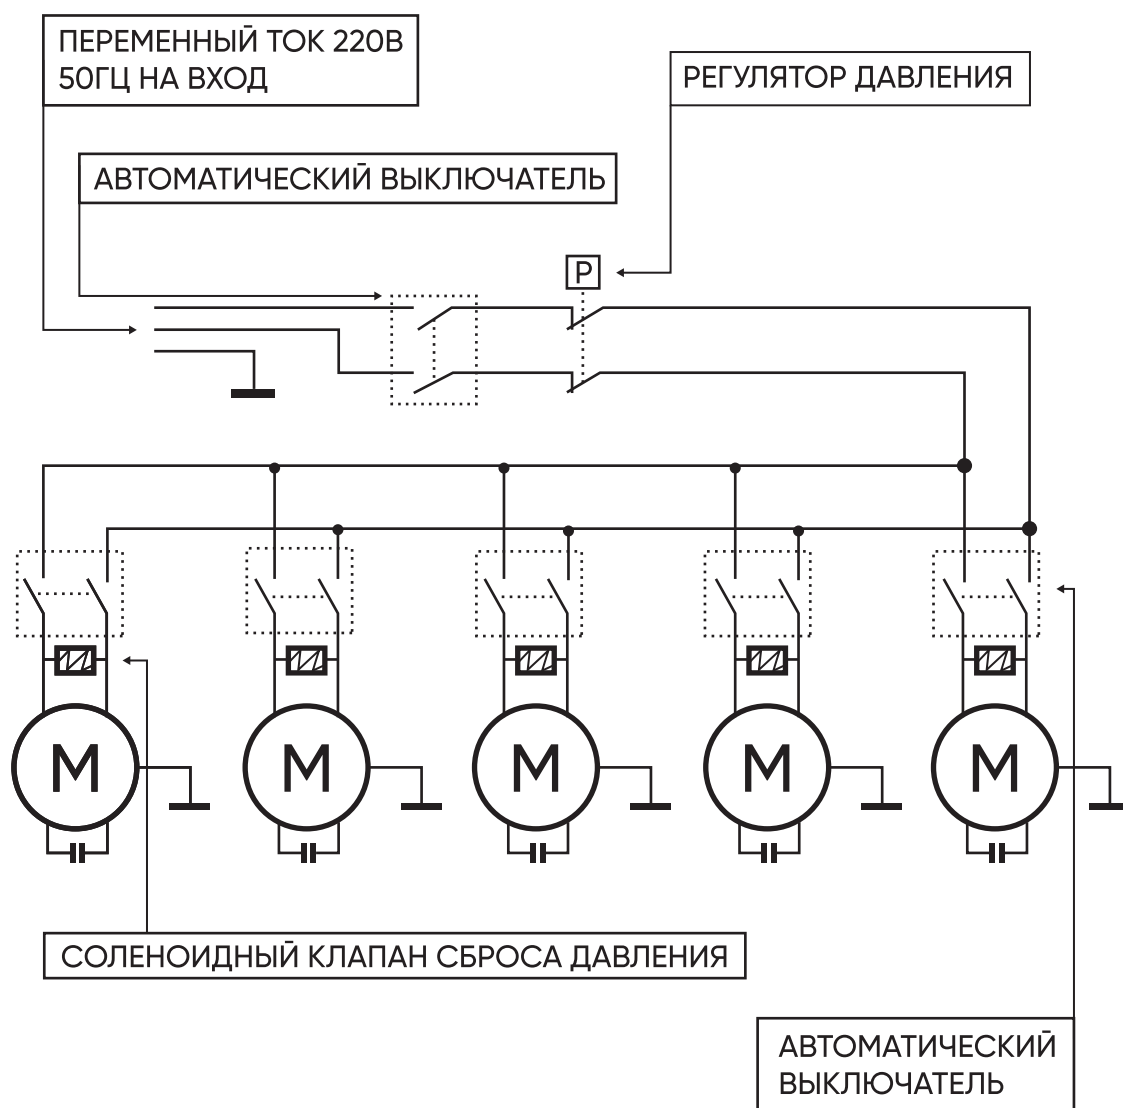 ПЕРЕМЕННЫЙ ТОК 220В
50ГЦ НА ВХОД
РЕГУЛЯТОР ДАВЛЕНИЯ
АВТОМАТИЧЕСКИЙ ВЫКЛЮЧАТЕЛЬ
P
M
M
M
M
M
СОЛЕНОИДНЫЙ КЛАПАН СБРОСА ДАВЛЕНИЯ
АВТОМАТИЧЕСКИЙ
ВЫКЛЮЧАТЕЛЬ